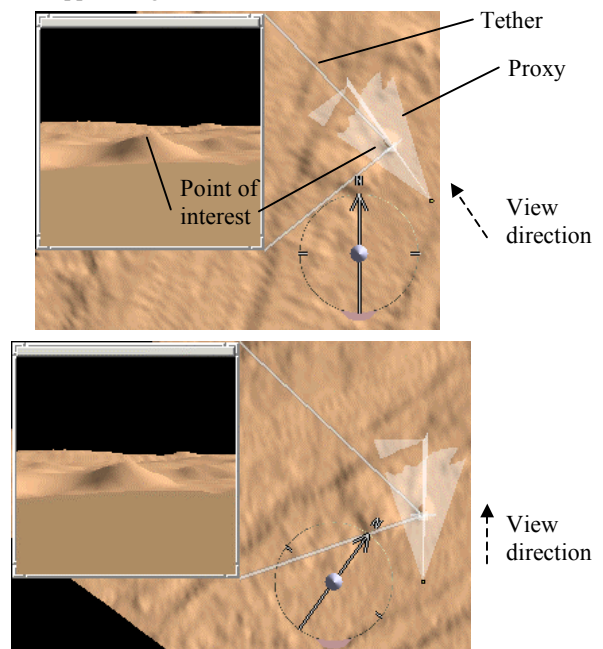 Tether
Proxy
N
Point of
interest
View
direction
N
View
direction